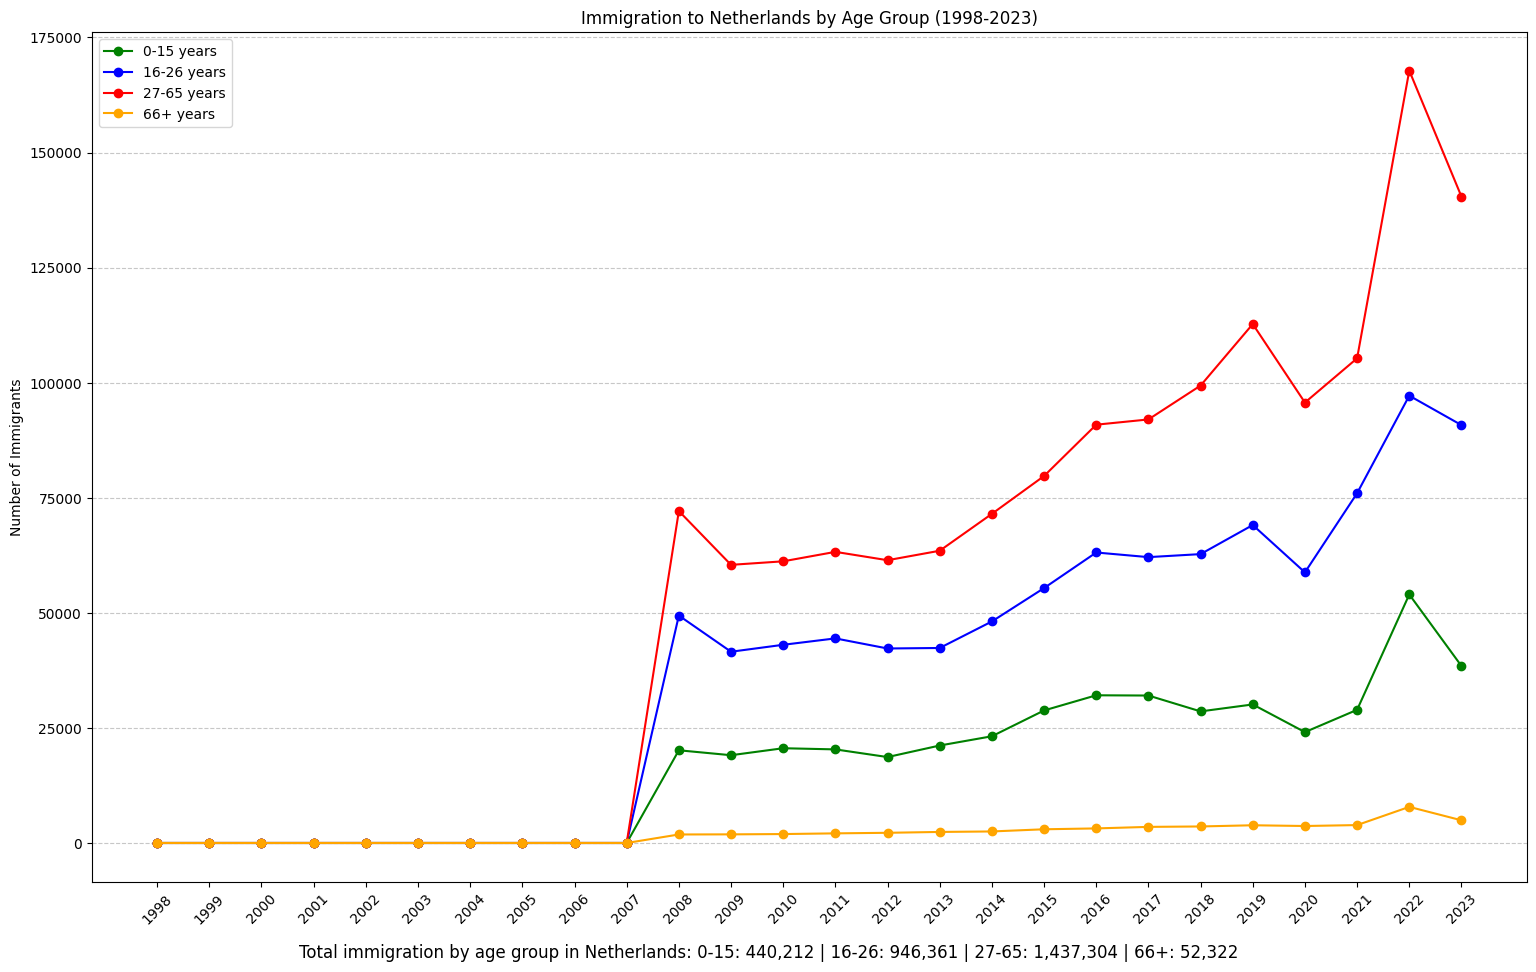 Immigration to Netherlands by Age Group (1998-2023)
0-15 years
16-26 years
27-65 years
66+ years
Number of Immigrants
175000
150000
125000
100000
75000
50000
25000
0
1998 1999 2000 2001 2002 2003 2004 2005 2006 2007 2008 2009 2010 2011 2012 2013 2014 2015 2016 2017 2018 2019 2020 2021 2022 2023
Total immigration by age group in Netherlands: 0-15: 440,212 | 16-26: 946,361 | 27-65: 1,437,304 | 66+: 52,322